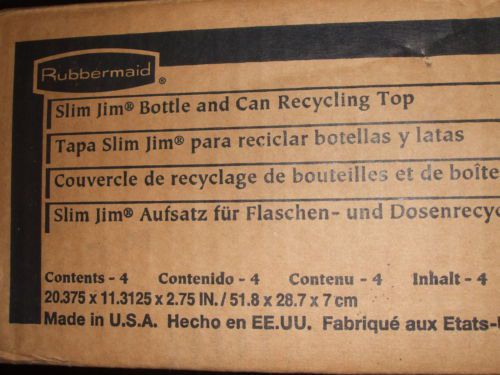 Rubbermaid®
Slim Jim® Bottle and Can Recycling Top
Tapa Slim Jim® para reciclar botellas y latas
Couvercle de recyclage de bouteilles et de boîte
Slim Jim® Aufsatz für Flaschen- und Dosenrecyc
Contents - 4 Contenido - 4 Contenu - 4 Inhalt - 4
20.375 x 11.3125 x 2.75 IN. / 51.8 x 28.7 x 7 cm
Made in U.S.A. Hecho en EE.UU. Fabriqué aux Etats-